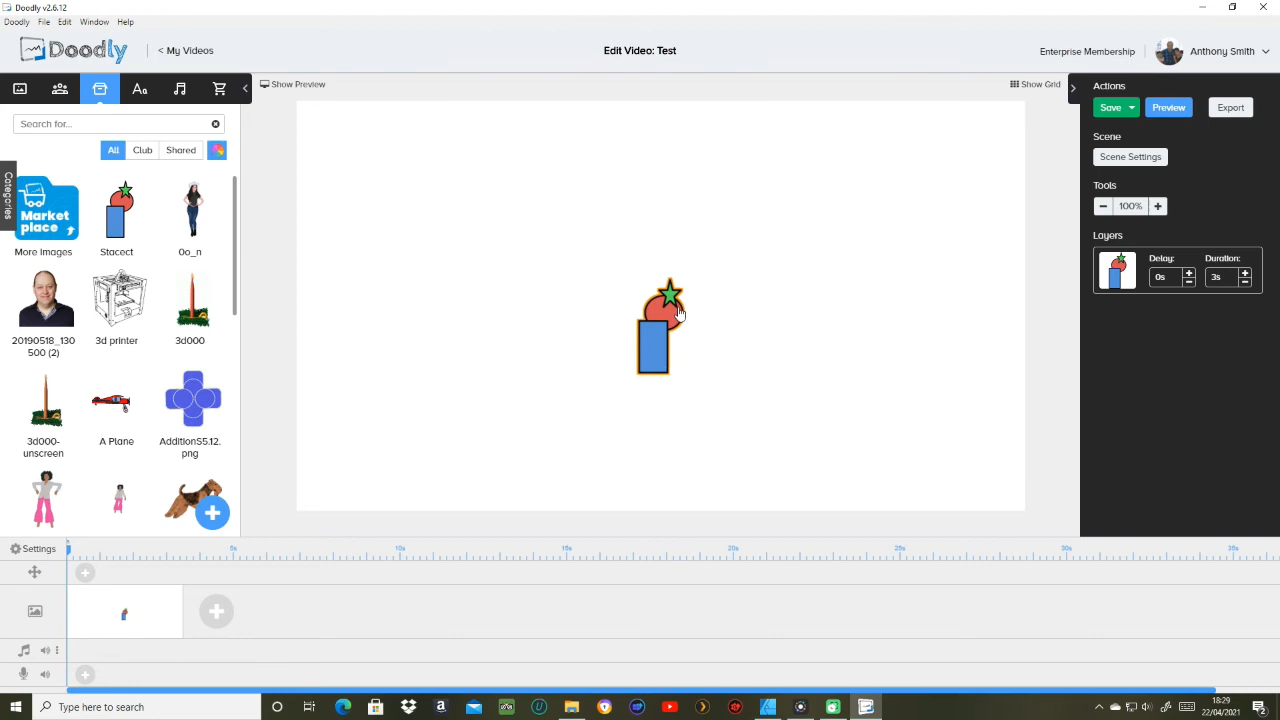 Doodly v2.6.12
Doodly File Edit Window Help
Doodly < My Videos Edit Video: Test Enterprise Membership Anthony Smith
Show Preview Show Grid
Search for...
All Club Shared
Categories
Market place
More Images Stacect 0o_n
20190518_130500 (2) 3d printer 3d000
3d000-unscreen A Plane AdditionS5.12.png
Actions
Save Preview Export
Scene
Scene Settings
Tools
− 100% +
Layers
Delay: Duration:
0s 3s
Settings 5s 10s 15s 20s 25s 30s 35s
Type here to search
18:29
22/04/2021